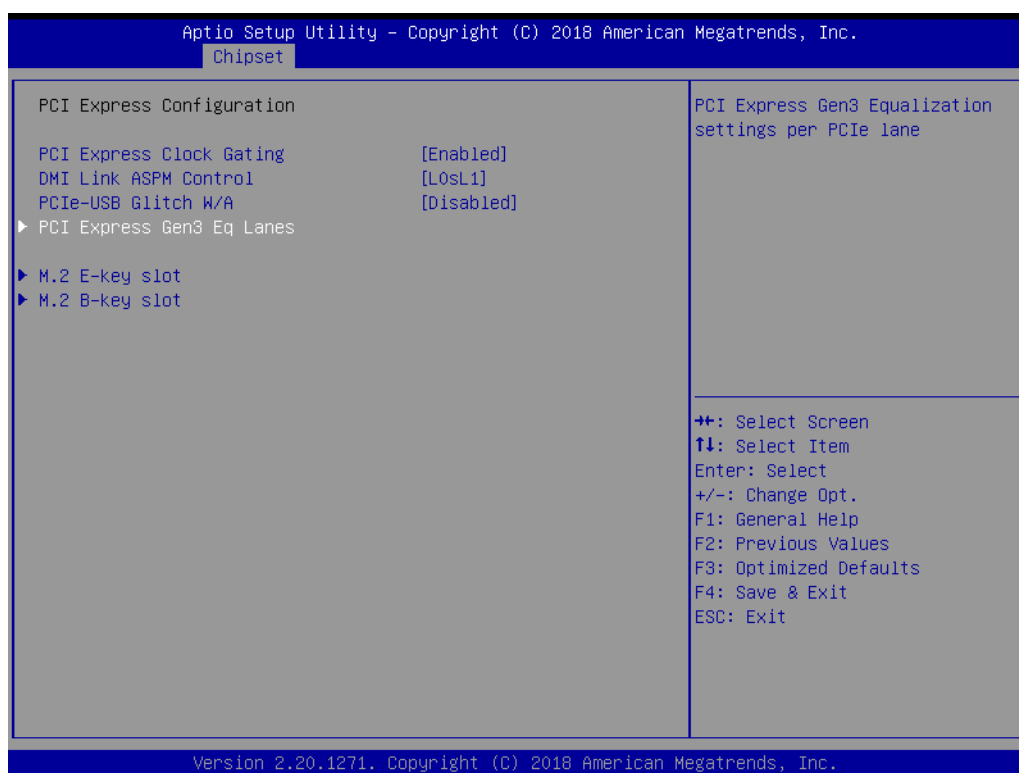 Aptio Setup Utility – Copyright (C) 2018 American Megatrends, Inc.
Chipset
PCI Express Configuration
PCI Express Clock Gating [Enabled]
DMI Link ASPM Control [L0sL1]
PCIe-USB Glitch W/A [Disabled]
▶ PCI Express Gen3 Eq Lanes
▶ M.2 E-key slot
▶ M.2 B-key slot
PCI Express Gen3 Equalization
settings per PCIe lane
→←: Select Screen
↑↓: Select Item
Enter: Select
+/-: Change Opt.
F1: General Help
F2: Previous Values
F3: Optimized Defaults
F4: Save & Exit
ESC: Exit
Version 2.20.1271. Copyright (C) 2018 American Megatrends, Inc.